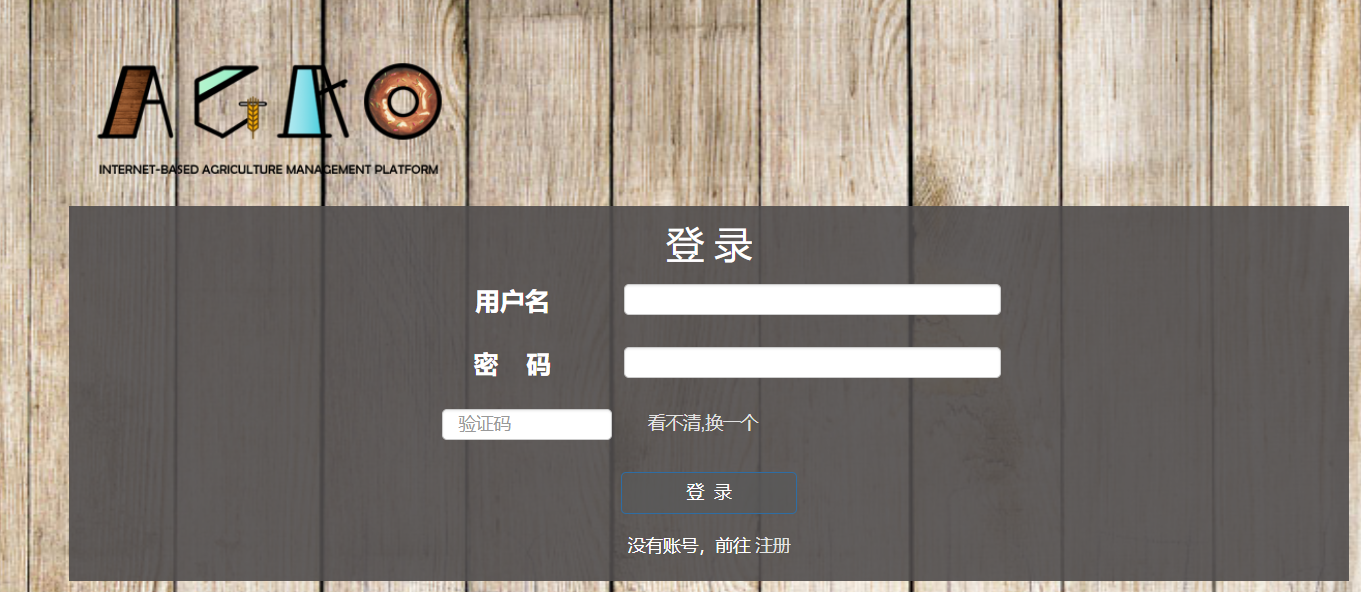 AGRO
INTERNET-BASED AGRICULTURE MANAGEMENT PLATFORM
登 录
用户名
密 码
验证码 看不清,换一个
登 录
没有账号，前往 注册